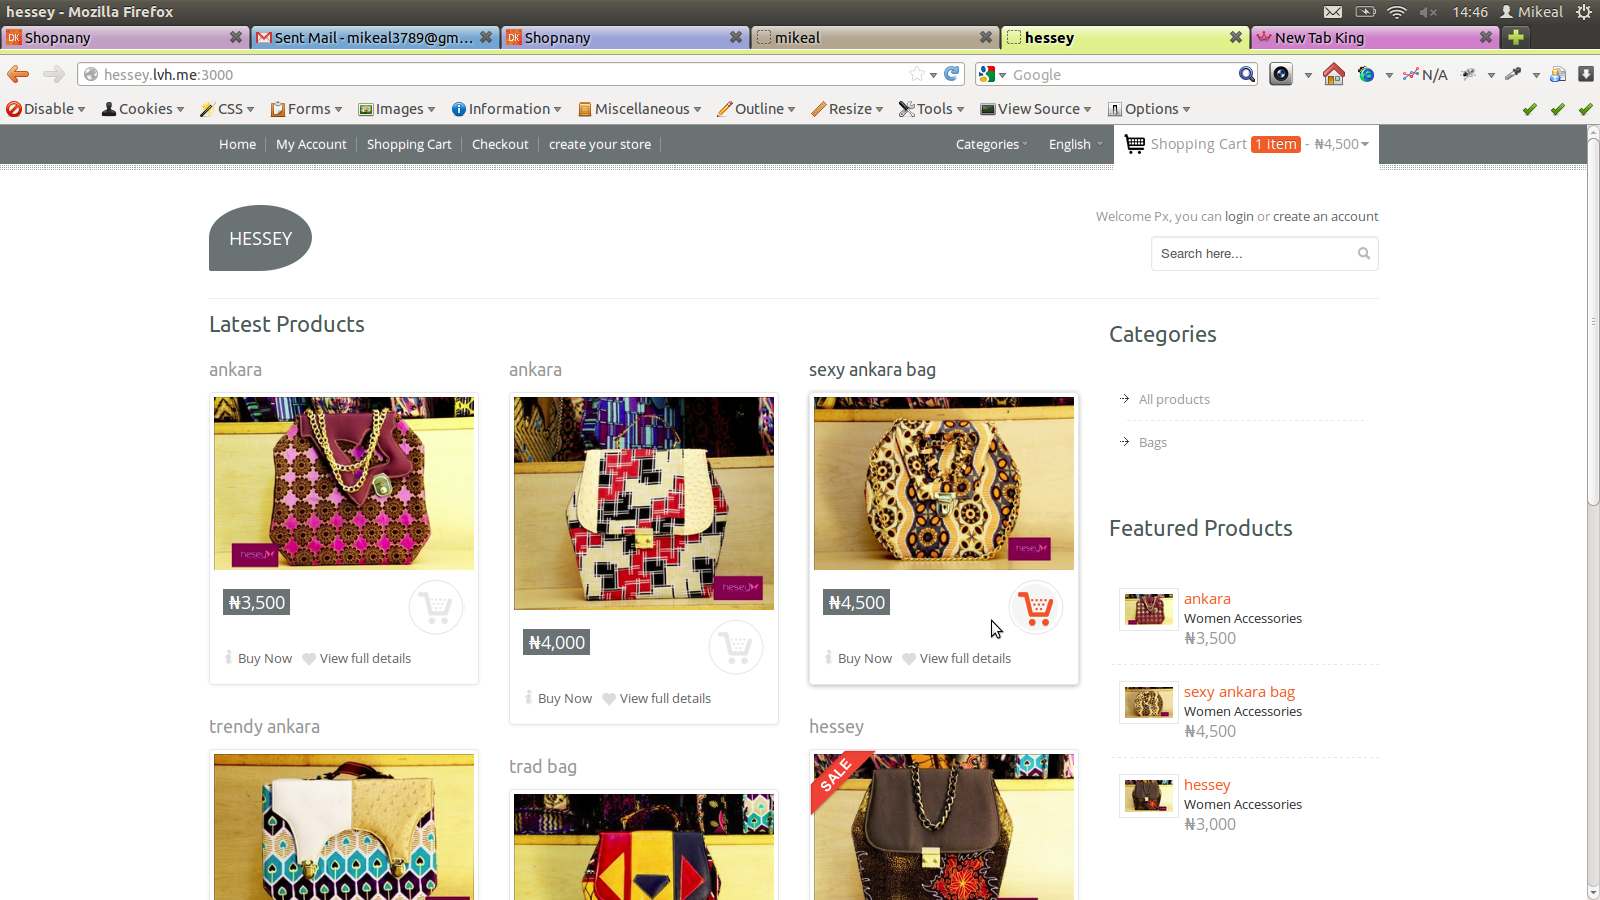 hessey - Mozilla Firefox
14:46 Mikeal
Shopnany
Sent Mail - mikeal3789@gm...
Shopnany
mikeal
hessey
New Tab King
hessey.lvh.me:3000
Google
N/A
Disable
Cookies
CSS
Forms
Images
Information
Miscellaneous
Outline
Resize
Tools
View Source
Options
Home
My Account
Shopping Cart
Checkout
create your store
Categories
English
Shopping Cart 1 item - ₦4,500
HESSEY
Welcome Px, you can login or create an account
Search here...
Latest Products
ankara
hesey
₦3,500
Buy Now
View full details
ankara
hesey
₦4,000
Buy Now
View full details
sexy ankara bag
hesey
₦4,500
Buy Now
View full details
trendy ankara
trad bag
hessey
SALE
Categories
All products
Bags
Featured Products
ankara
Women Accessories
₦3,500
sexy ankara bag
Women Accessories
₦4,500
hessey
Women Accessories
₦3,000